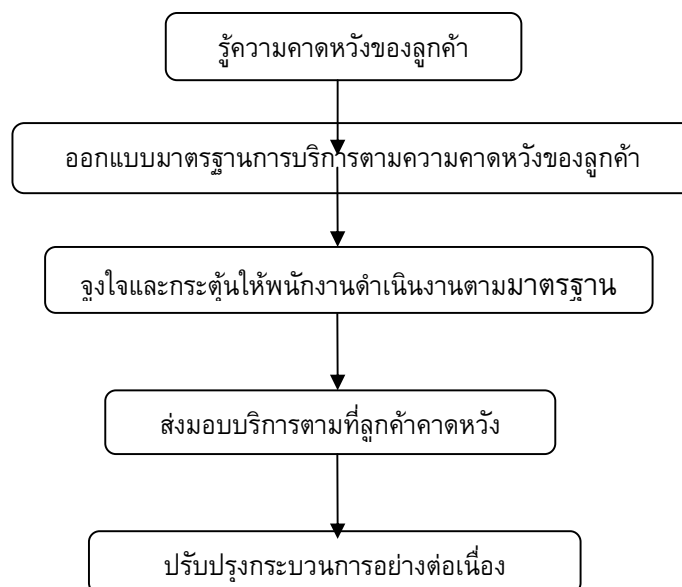 รู้ความคาดหวังของลูกค้า
ออกแบบมาตรฐานการบริการตามความคาดหวังของลูกค้า
จูงใจและกระตุ้นให้พนักงานดำเนินงานตามมาตรฐาน
ส่งมอบบริการตามที่ลูกค้าคาดหวัง
ปรับปรุงกระบวนการอย่างต่อเนื่อง